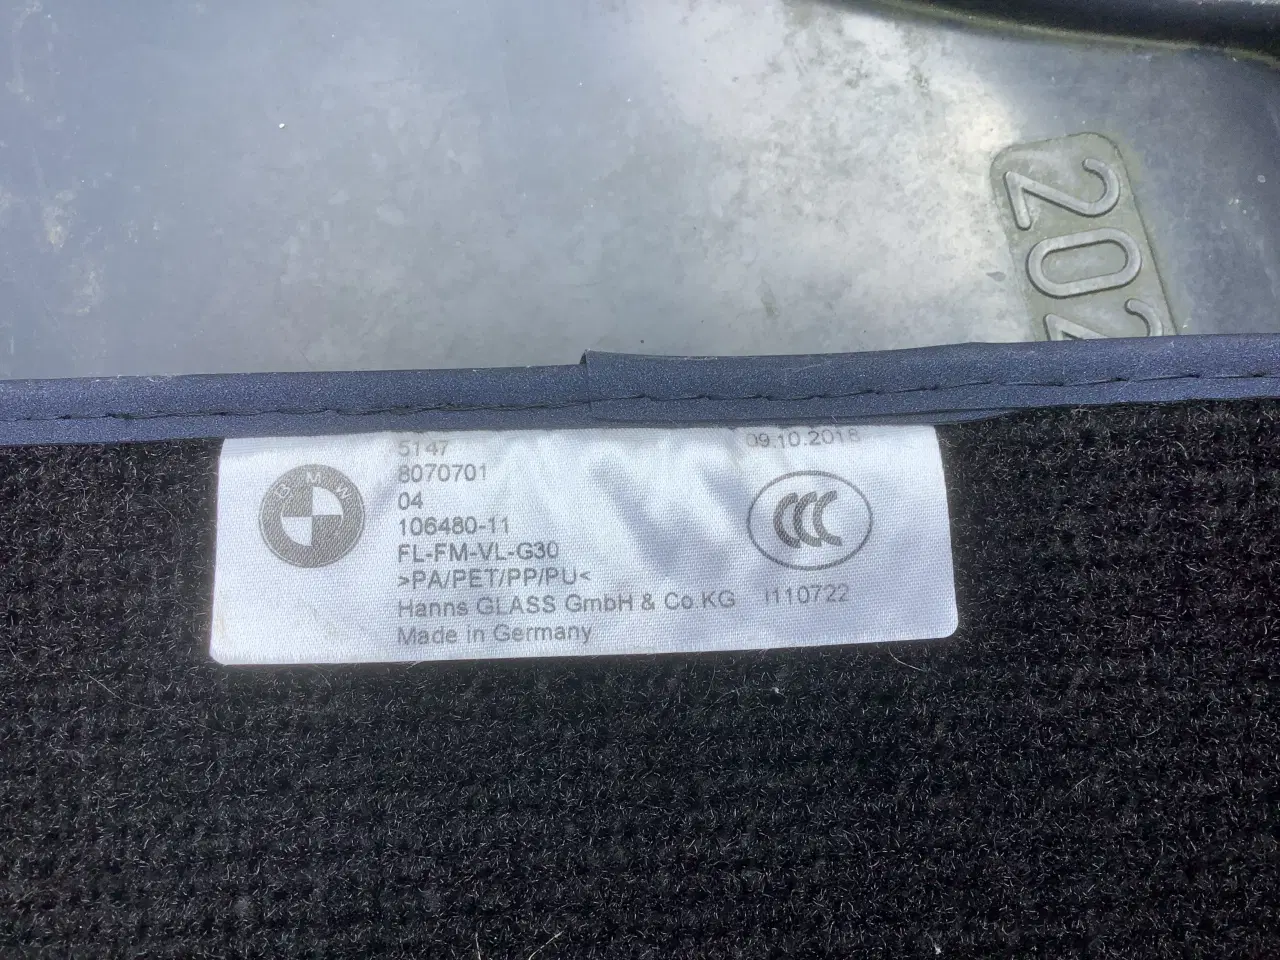 202
5147
09.10.2018
8070701
04
106480-11
FL-FM-VL-G30
>PA/PET/PP/PU<
Hanns GLASS GmbH & Co.KG
I110722
Made in Germany
BMW
CCC